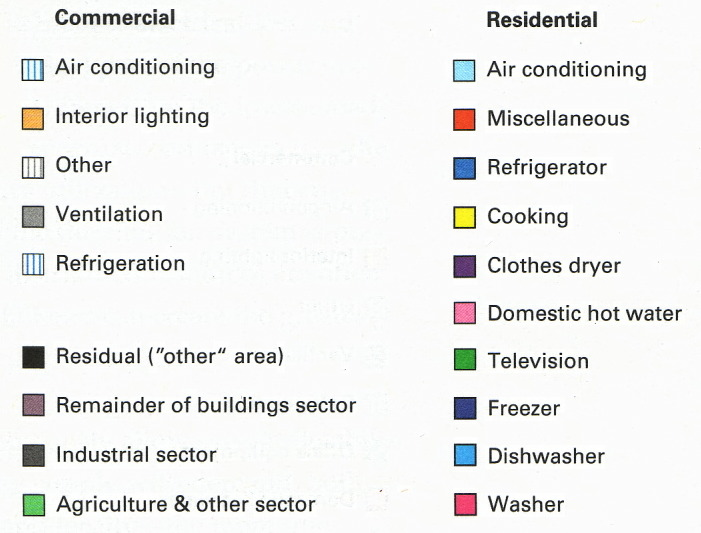 Commercial
Air conditioning
Interior lighting
Other
Ventilation
Refrigeration
Residual (”other“ area)
Remainder of buildings sector
Industrial sector
Agriculture & other sector
Residential
Air conditioning
Miscellaneous
Refrigerator
Cooking
Clothes dryer
Domestic hot water
Television
Freezer
Dishwasher
Washer